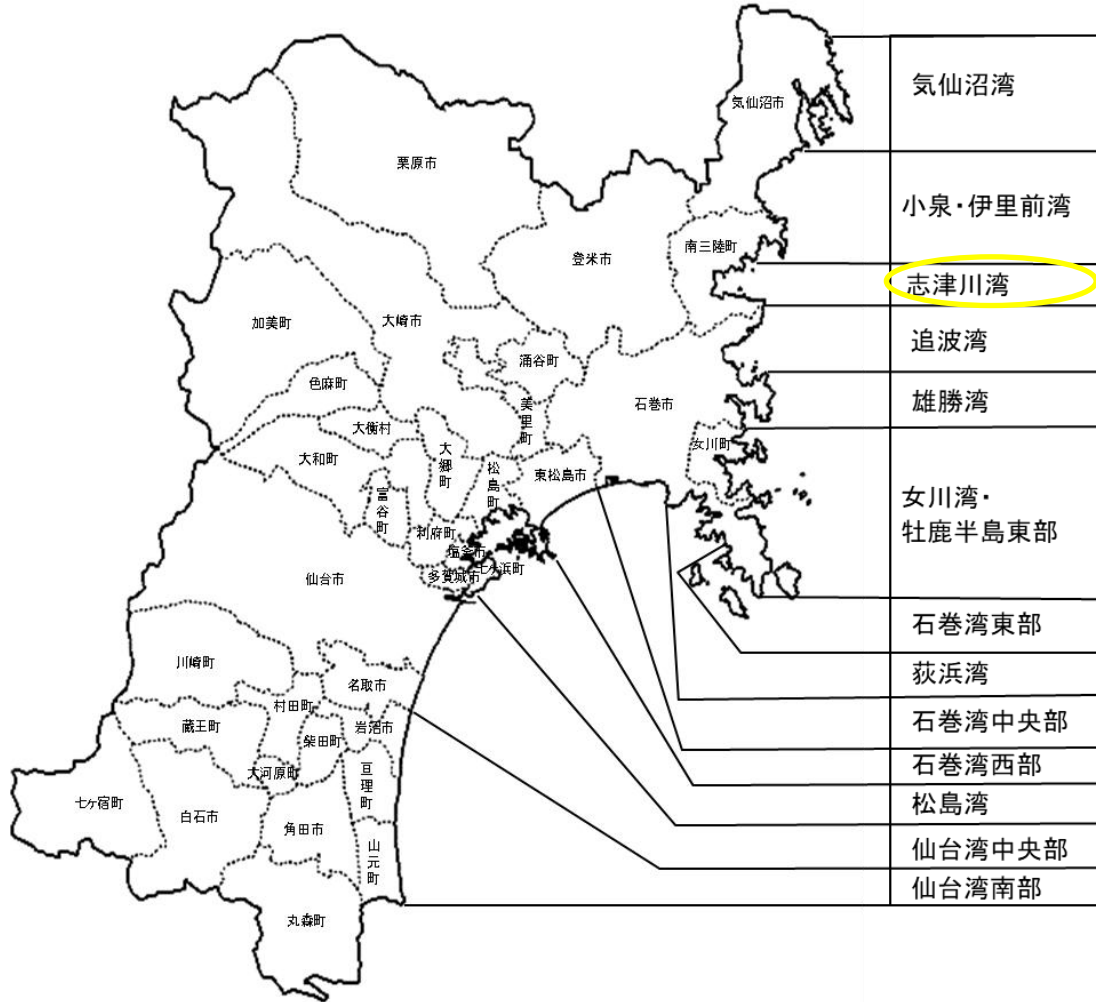 気仙沼湾
気仙沼市
栗原市
小泉・伊里前湾
南三陸町
登米市
志津川湾
加美町
大崎市
追波湾
涌谷町
色麻町
雄勝湾
石巻市
美里町
大衡村
女川町
大和町
大郷町
松島町
東松島市
富谷町
女川湾・
牡鹿半島東部
利府町
塩釜市
七ヶ浜町
多賀城市
仙台市
石巻湾東部
川崎町
荻浜湾
名取市
村田町
石巻湾中央部
蔵王町
柴田町
岩沼市
石巻湾西部
大河原町
亘理町
七ヶ宿町
松島湾
白石市
角田市
山元町
仙台湾中央部
仙台湾南部
丸森町